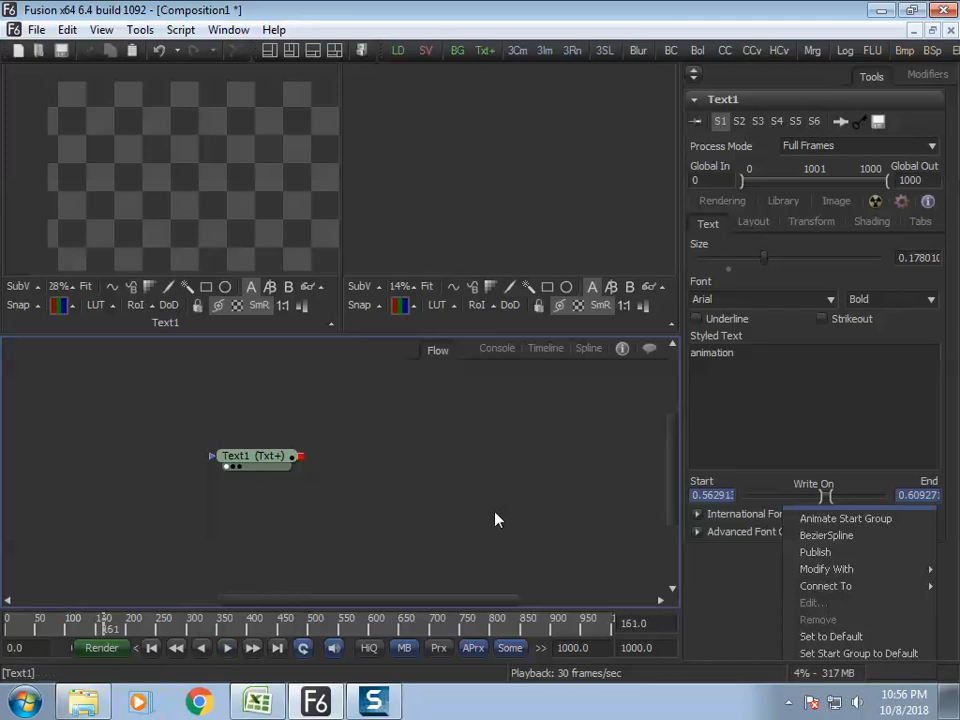 Fusion x64 6.4 build 1092 - [Composition1 *]
File Edit View Tools Script Window Help
LD SV BG Txt+ 3Cm 3Im 3Rn 3SL Blur BC Bol CC CCv HCv Mrg Log FLU Bmp BSp
Tools Modifiers
Text1
S1 S2 S3 S4 S5 S6
Process Mode Full Frames
Global In 0 1001 1000 Global Out
0 1000
Rendering Library Image
Text Layout Transform Shading Tabs
Size
0.178010
Font
Arial Bold
Underline Strikeout
Styled Text
animation
SubV 28% Fit A B
Snap LUT RoI DoD SmR 1:1
Text1
SubV 14% Fit A B
Snap LUT RoI DoD SmR 1:1
Flow Console Timeline Spline
Text1 (Txt+)
Start Write On End
0.562913 0.609271
International Fo
Advanced Font C
Animate Start Group
BezierSpline
Publish
Modify With
Connect To
Edit...
Remove
Set to Default
Set Start Group to Default
0 50 100 150 200 250 300 350 400 450 500 550 600 650 700 750 800 850 900 950
161
161.0
0.0 Render HiQ MB Prx APrx Some >> 1000.0 1000.0
[Text1] Playback: 30 frames/sec 4% - 317 MB
10:56 PM
10/8/2018